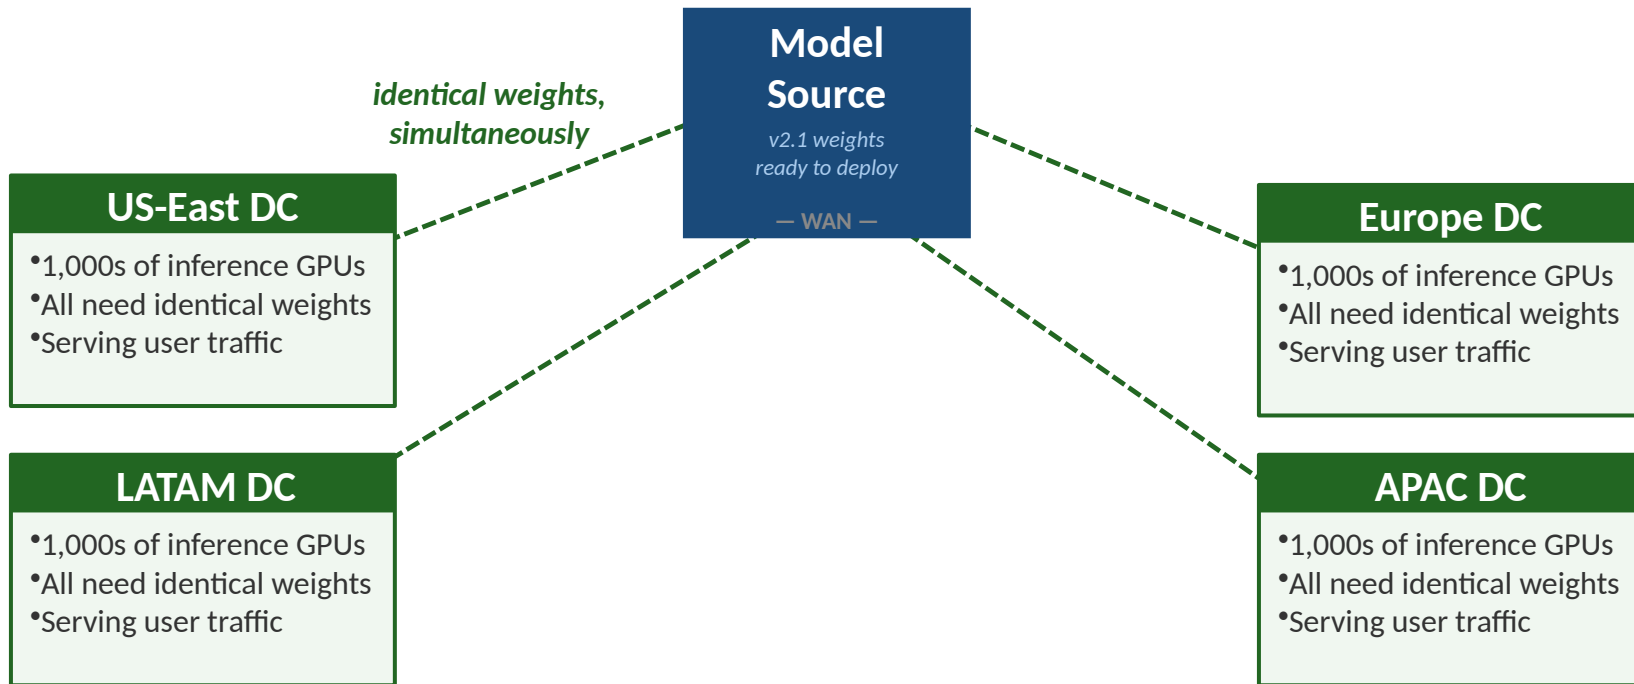 Model
Source
v2.1 weights
ready to deploy
— WAN —
identical weights,
simultaneously
US-East DC
•1,000s of inference GPUs
•All need identical weights
•Serving user traffic
Europe DC
•1,000s of inference GPUs
•All need identical weights
•Serving user traffic
LATAM DC
•1,000s of inference GPUs
•All need identical weights
•Serving user traffic
APAC DC
•1,000s of inference GPUs
•All need identical weights
•Serving user traffic